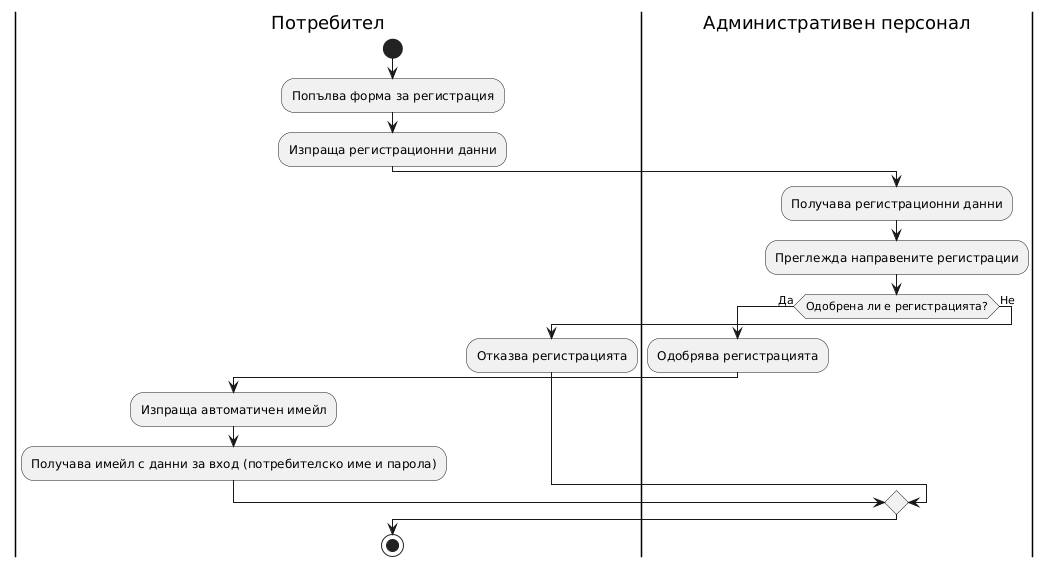 Потребител
Административен персонал
Попълва форма за регистрация
Изпраща регистрационни данни
Получава регистрационни данни
Преглежда направените регистрации
Да
Одобрена ли е регистрацията?
Не
Отказва регистрацията
Одобрява регистрацията
Изпраща автоматичен имейл
Получава имейл с данни за вход (потребителско име и парола)